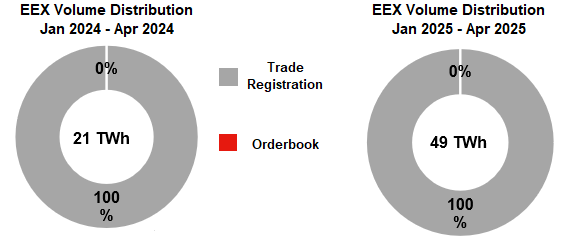 EEX Volume Distribution
Jan 2024 - Apr 2024
0%
21 TWh
100
%
Trade
Registration
Orderbook
EEX Volume Distribution
Jan 2025 - Apr 2025
0%
49 TWh
100
%